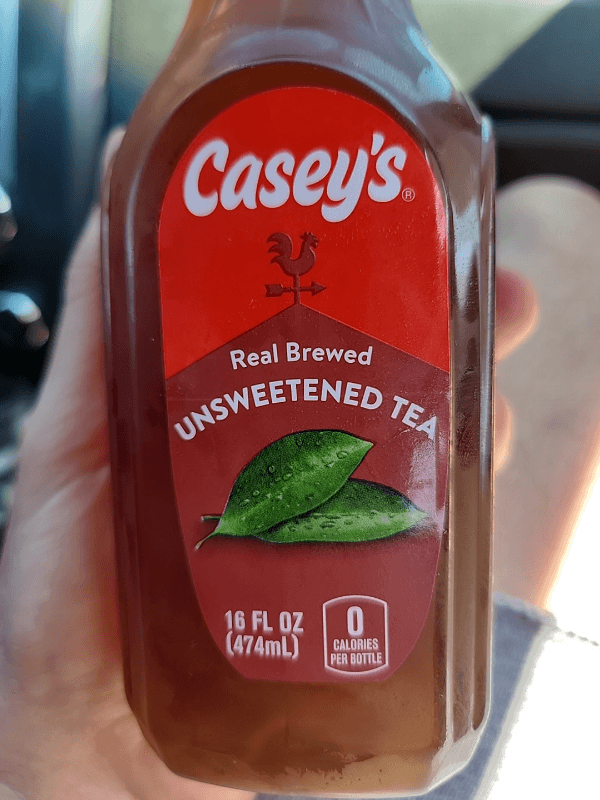 Casey's®
Real Brewed
UNSWEETENED TEA
16 FL OZ
(474mL)
0
CALORIES
PER BOTTLE